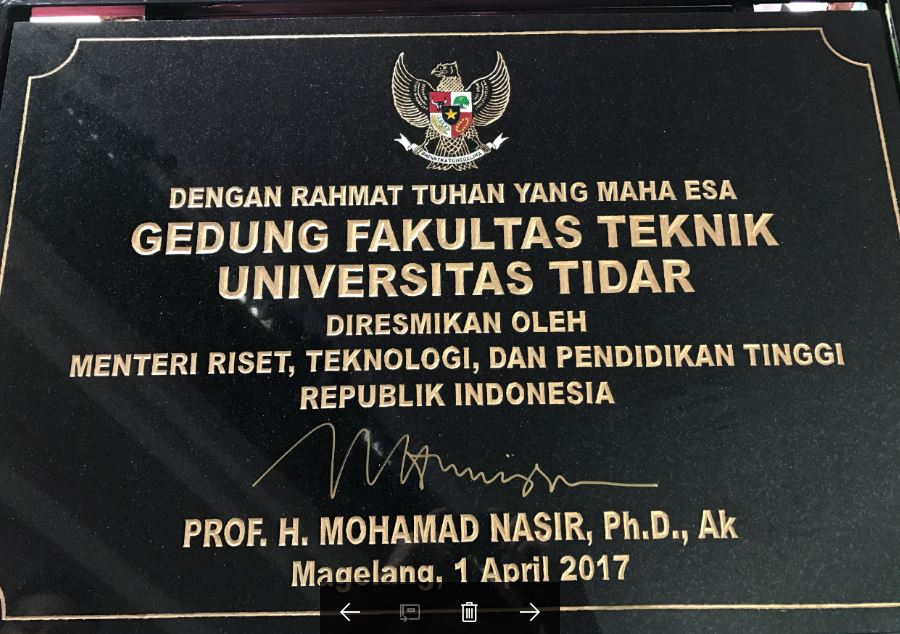 DENGAN RAHMAT TUHAN YANG MAHA ESA
GEDUNG FAKULTAS TEKNIK
UNIVERSITAS TIDAR
DIRESMIKAN OLEH
MENTERI RISET, TEKNOLOGI, DAN PENDIDIKAN TINGGI
REPUBLIK INDONESIA
PROF. H. MOHAMAD NASIR, Ph.D., Ak
Magelang, 1 April 2017